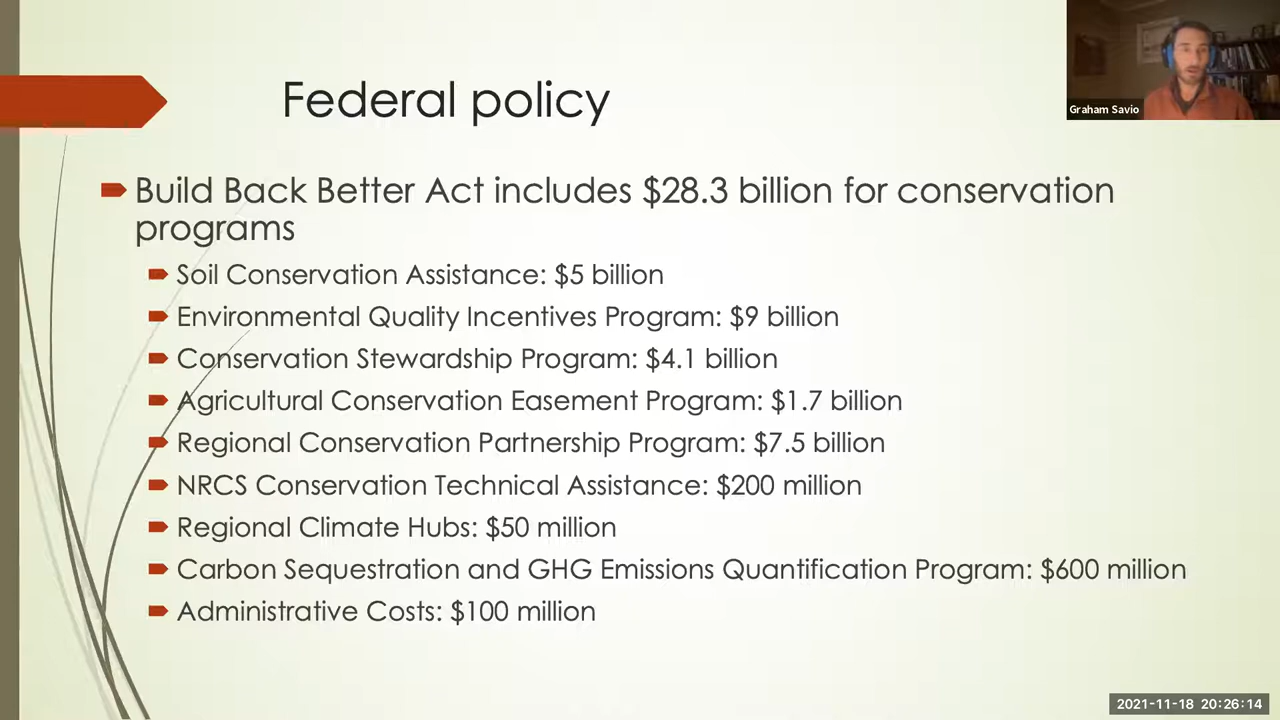 Federal policy
Graham Savio
Build Back Better Act includes $28.3 billion for conservation
programs
Soil Conservation Assistance: $5 billion
Environmental Quality Incentives Program: $9 billion
Conservation Stewardship Program: $4.1 billion
Agricultural Conservation Easement Program: $1.7 billion
Regional Conservation Partnership Program: $7.5 billion
NRCS Conservation Technical Assistance: $200 million
Regional Climate Hubs: $50 million
Carbon Sequestration and GHG Emissions Quantification Program: $600 million
Administrative Costs: $100 million
2021-11-18 20:26:14